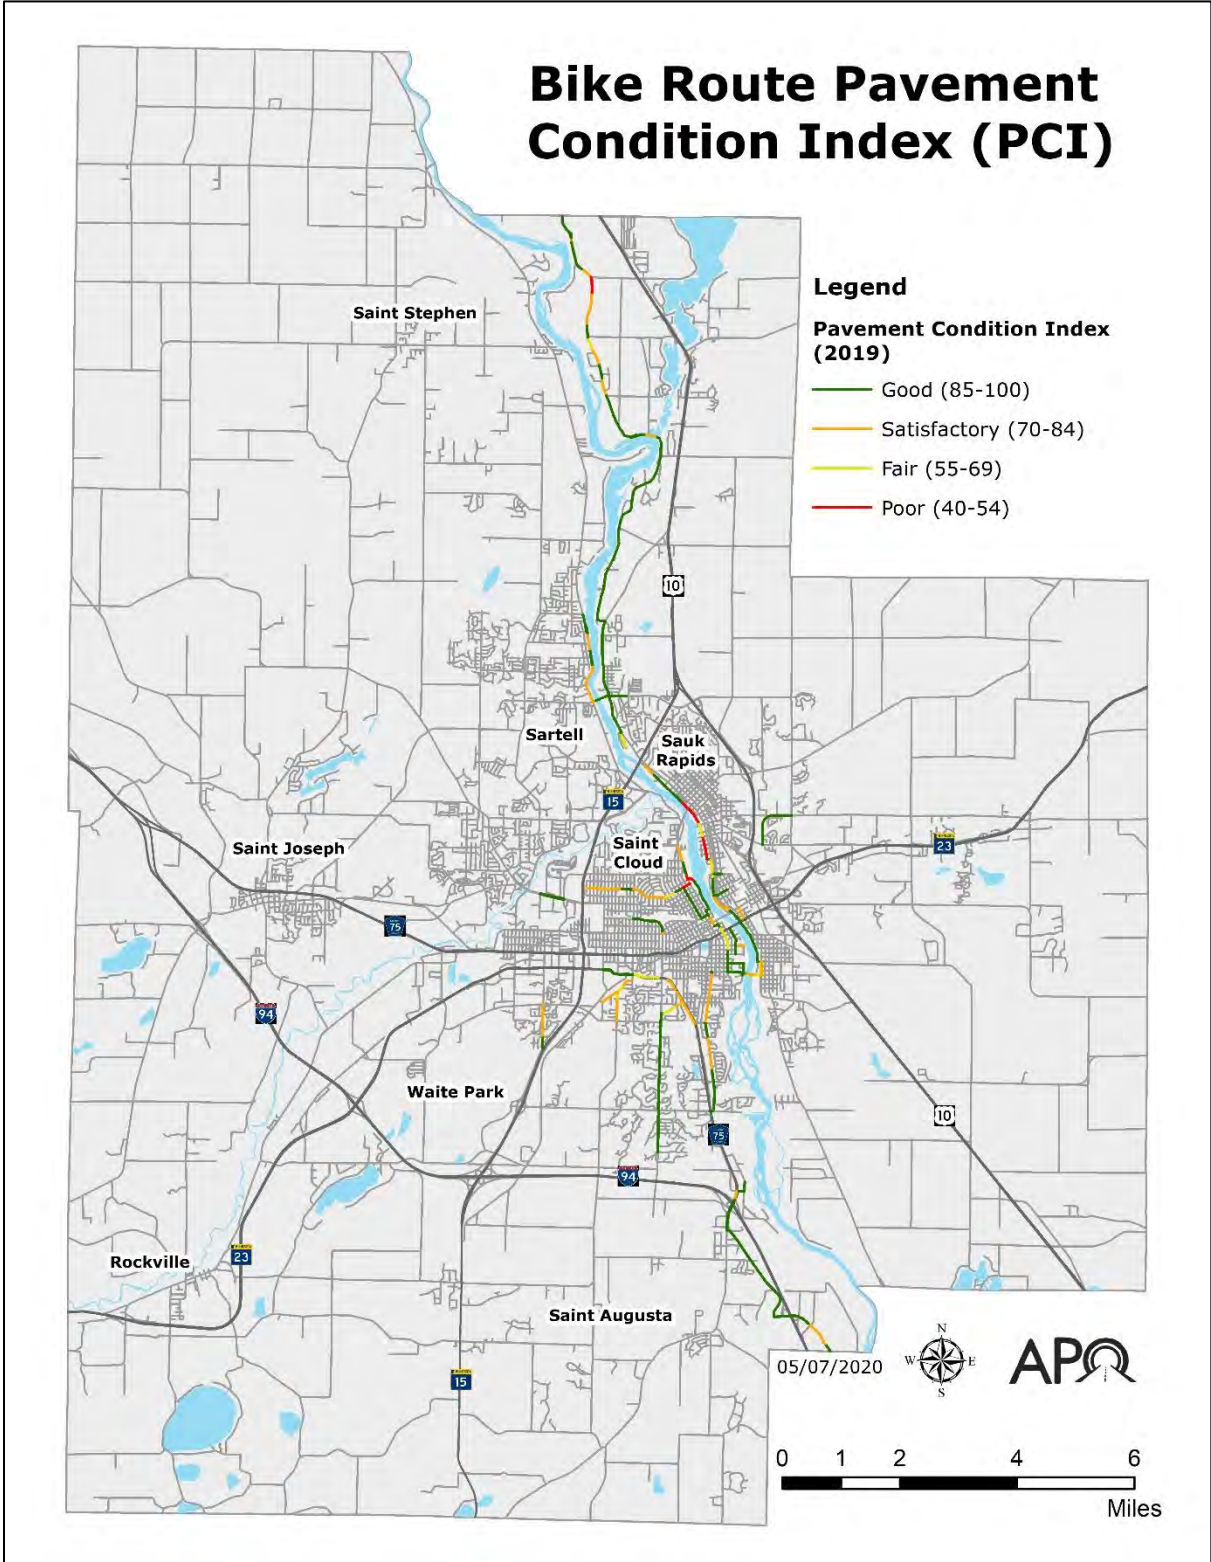 Bike Route Pavement
Condition Index (PCI)
Legend
Pavement Condition Index
(2019)
Good (85-100)
Satisfactory (70-84)
Fair (55-69)
Poor (40-54)
Saint Stephen
10
Sartell
Sauk
Rapids
15
Saint Joseph
Saint
Cloud
23
75
94
Waite Park
10
75
94
Rockville
23
Saint Augusta
15
05/07/2020
N
W
E
S
APO
0 1 2 4 6
Miles